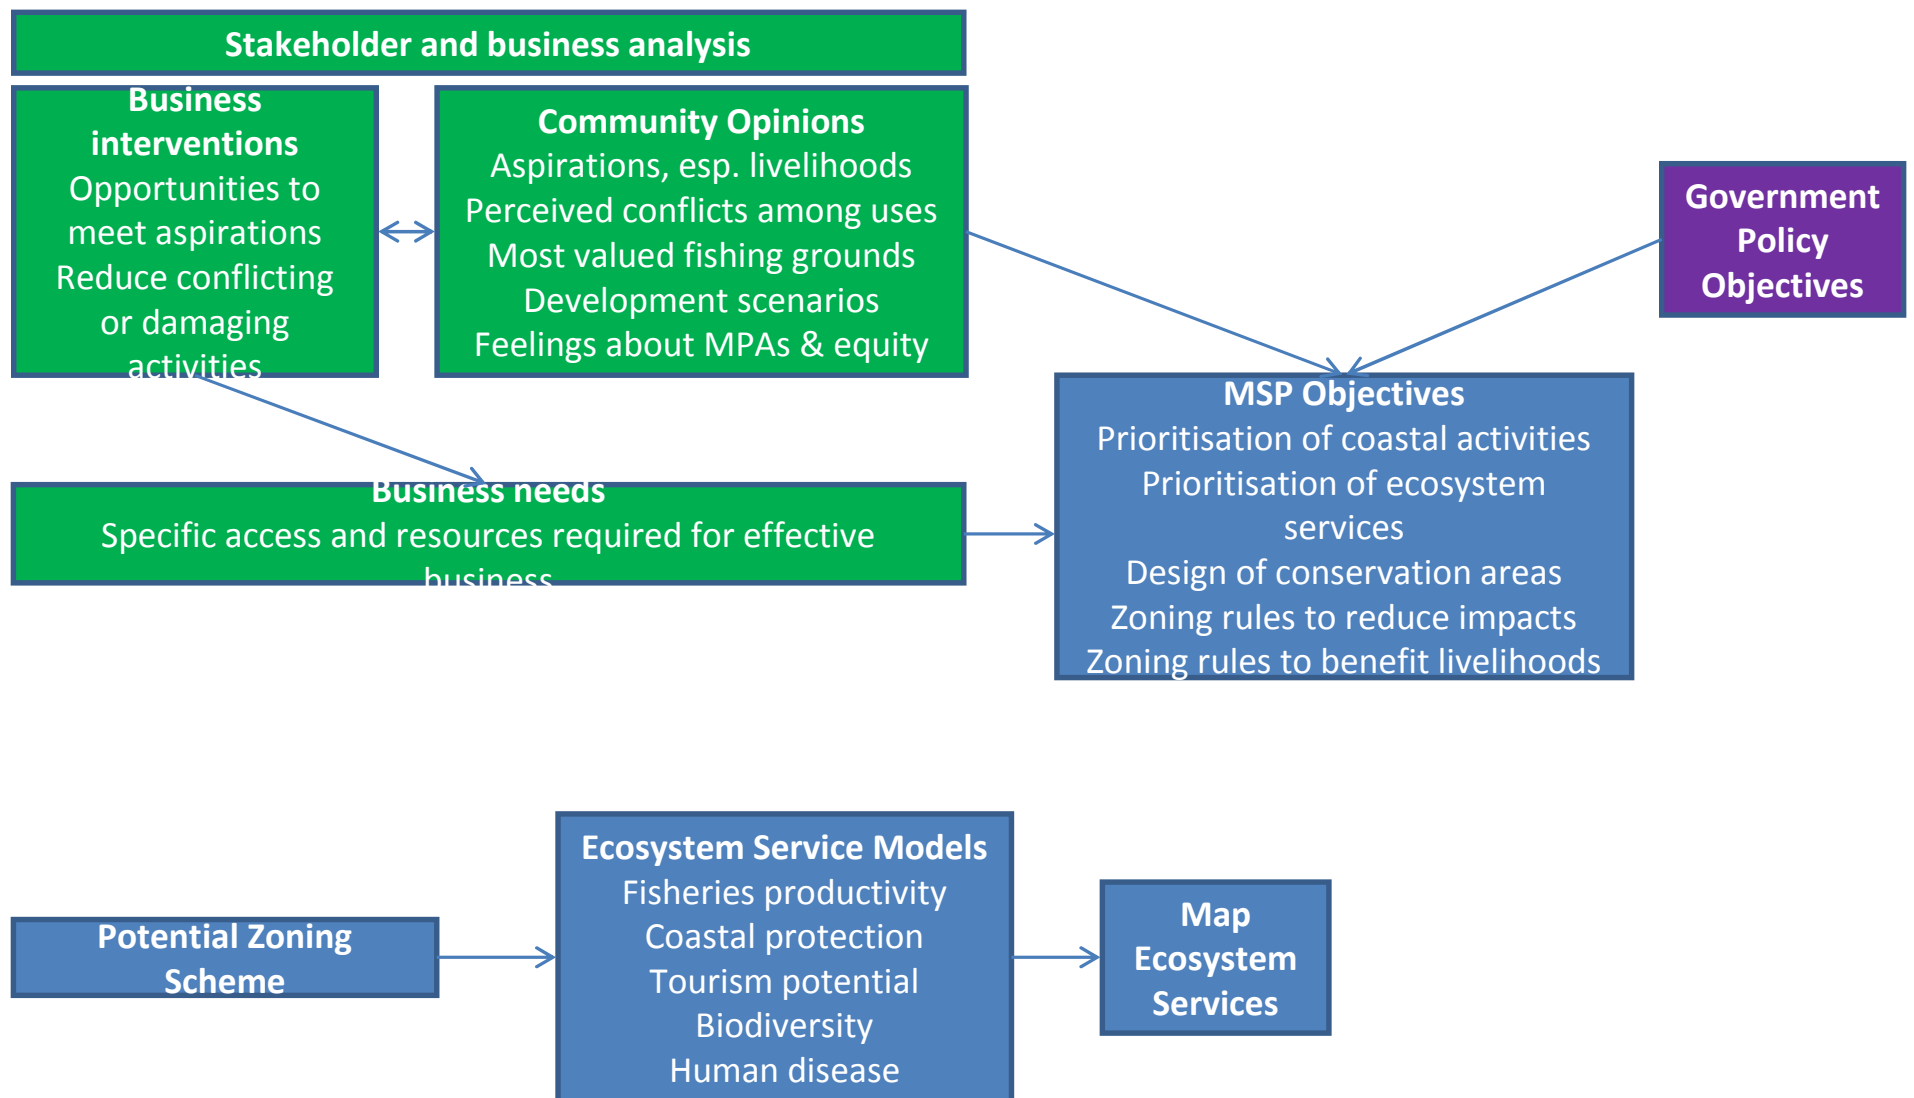 Stakeholder and business analysis
Business
interventions
Opportunities to
meet aspirations
Reduce conflicting
or damaging
activities
Community Opinions
Aspirations, esp. livelihoods
Perceived conflicts among uses
Most valued fishing grounds
Development scenarios
Feelings about MPAs & equity
Government
Policy
Objectives
Business needs
Specific access and resources required for effective
business
MSP Objectives
Prioritisation of coastal activities
Prioritisation of ecosystem
services
Design of conservation areas
Zoning rules to reduce impacts
Zoning rules to benefit livelihoods
Potential Zoning
Scheme
Ecosystem Service Models
Fisheries productivity
Coastal protection
Tourism potential
Biodiversity
Human disease
Map
Ecosystem
Services